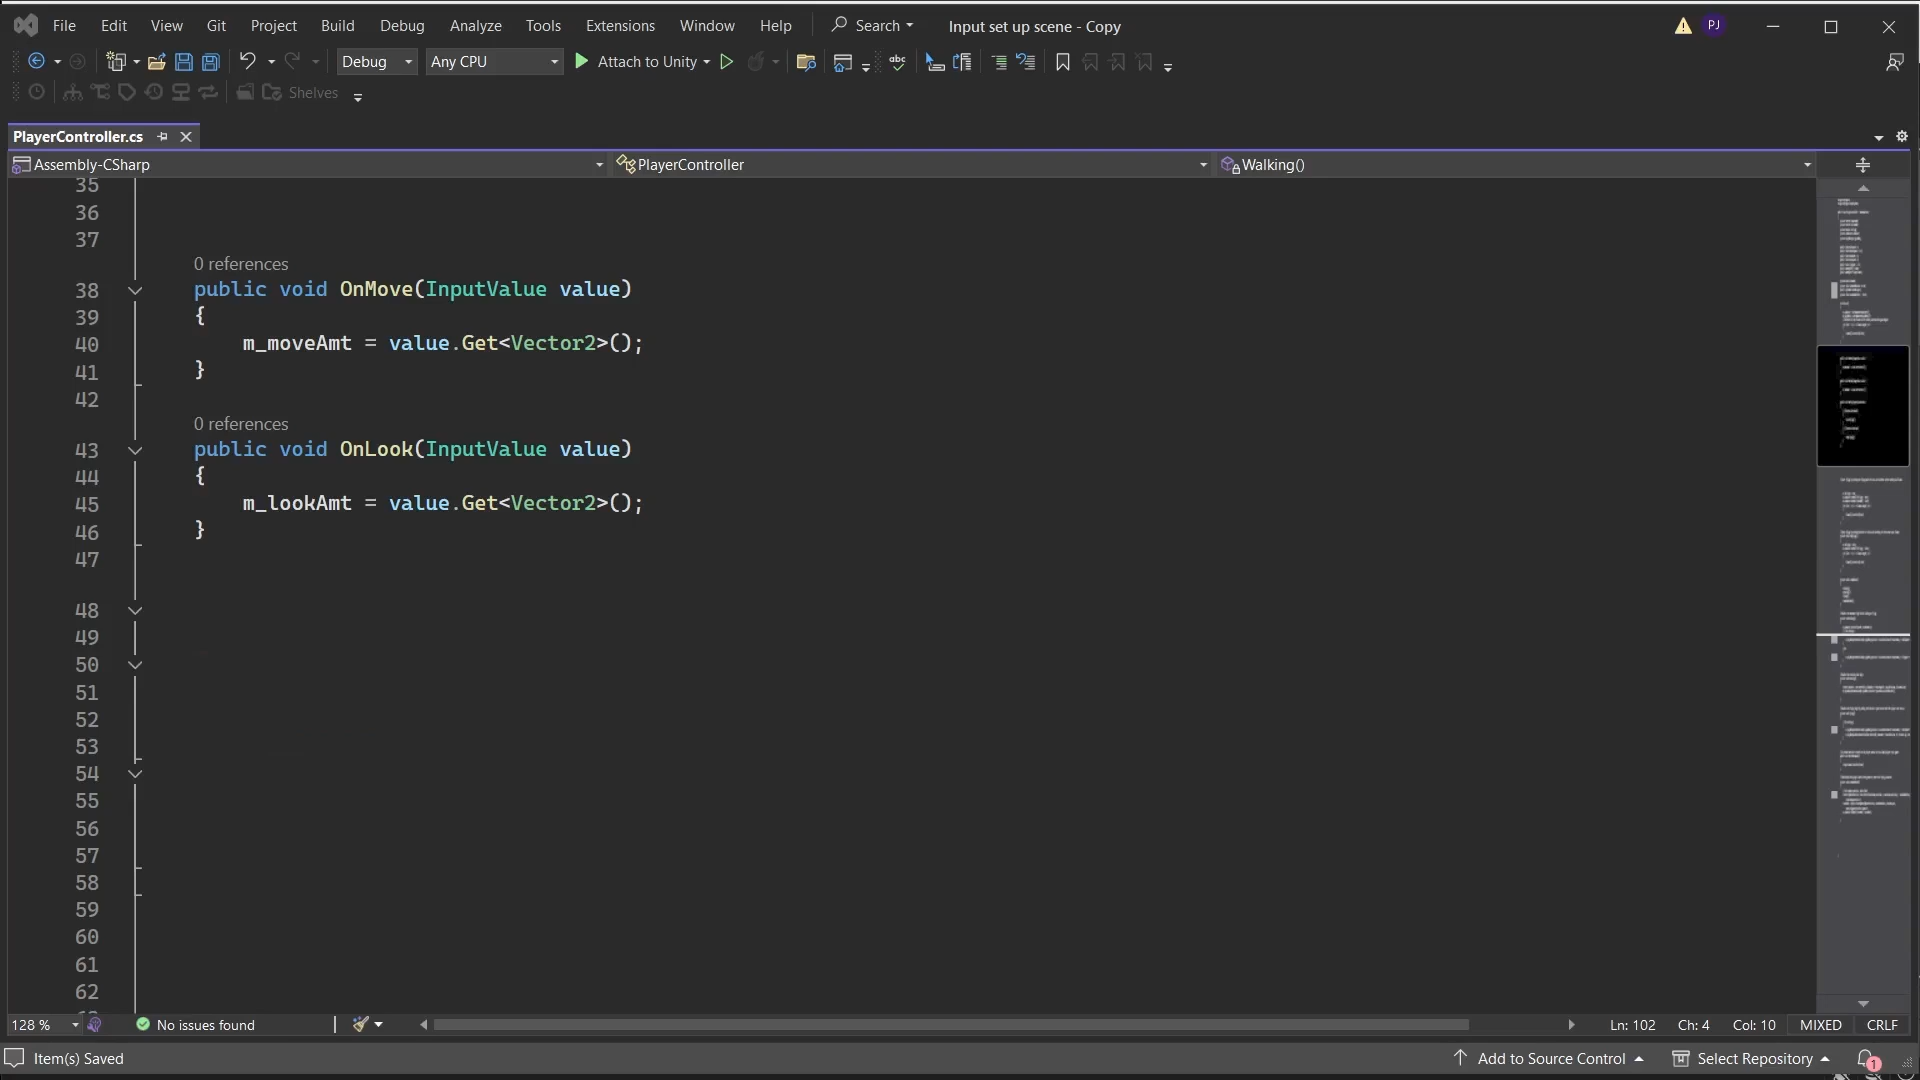 File Edit View Git Project Build Debug Analyze Tools Extensions Window Help Search Input set up scene - Copy PJ
Debug Any CPU Attach to Unity abc
Shelves
PlayerController.cs
Assembly-CSharp PlayerController Walking()
35
36
37
0 references
38 public void OnMove(InputValue value)
39 {
40 m_moveAmt = value.Get<Vector2>();
41 }
42
0 references
43 public void OnLook(InputValue value)
44 {
45 m_lookAmt = value.Get<Vector2>();
46 }
47
48
49
50
51
52
53
54
55
56
57
58
59
60
61
62
128 % No issues found Ln: 102 Ch: 4 Col: 10 MIXED CRLF
Item(s) Saved Add to Source Control Select Repository 1